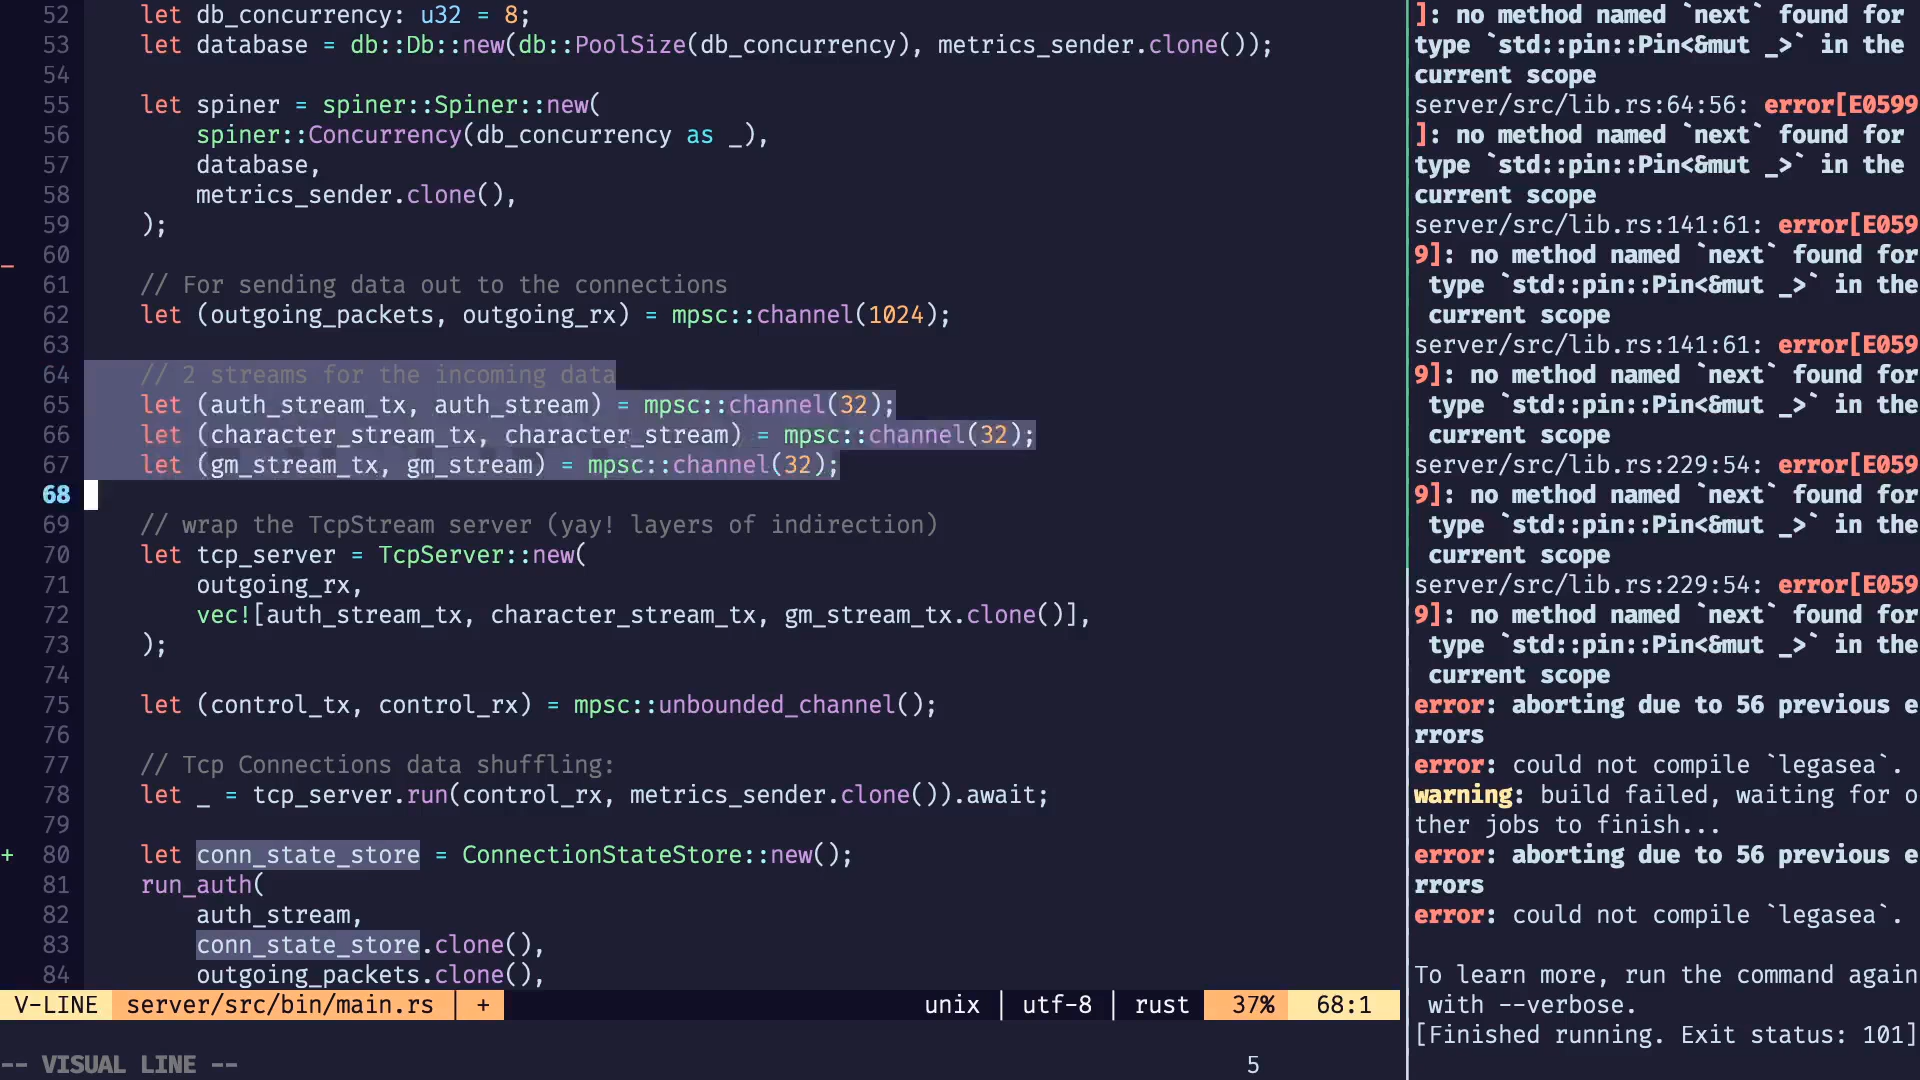 52     let db_concurrency: u32 = 8;
53     let database = db::Db::new(db::PoolSize(db_concurrency), metrics_sender.clone());
54
55     let spiner = spiner::Spiner::new(
56         spiner::Concurrency(db_concurrency as _),
57         database,
58         metrics_sender.clone(),
59     );
60
61     // For sending data out to the connections
62     let (outgoing_packets, outgoing_rx) = mpsc::channel(1024);
63
64     // 2 streams for the incoming data
65     let (auth_stream_tx, auth_stream) = mpsc::channel(32);
66     let (character_stream_tx, character_stream) = mpsc::channel(32);
67     let (gm_stream_tx, gm_stream) = mpsc::channel(32);
68
69     // wrap the TcpStream server (yay! layers of indirection)
70     let tcp_server = TcpServer::new(
71         outgoing_rx,
72         vec![auth_stream_tx, character_stream_tx, gm_stream_tx.clone()],
73     );
74
75     let (control_tx, control_rx) = mpsc::unbounded_channel();
76
77     // Tcp Connections data shuffling:
78     let _ = tcp_server.run(control_rx, metrics_sender.clone()).await;
79
+ 80     let conn_state_store = ConnectionStateStore::new();
81     run_auth(
82         auth_stream,
83         conn_state_store.clone(),
84         outgoing_packets.clone(),
V-LINE server/src/bin/main.rs | + unix | utf-8 | rust 37% 68:1
-- VISUAL LINE -- 5
]: no method named `next` found for
type `std::pin::Pin<&mut _>` in the
current scope
server/src/lib.rs:64:56: error[E0599
]: no method named `next` found for
type `std::pin::Pin<&mut _>` in the
current scope
server/src/lib.rs:141:61: error[E059
9]: no method named `next` found for
 type `std::pin::Pin<&mut _>` in the
 current scope
server/src/lib.rs:141:61: error[E059
9]: no method named `next` found for
 type `std::pin::Pin<&mut _>` in the
 current scope
server/src/lib.rs:229:54: error[E059
9]: no method named `next` found for
 type `std::pin::Pin<&mut _>` in the
 current scope
server/src/lib.rs:229:54: error[E059
9]: no method named `next` found for
 type `std::pin::Pin<&mut _>` in the
 current scope
error: aborting due to 56 previous e
rrors
error: could not compile `legasea`.
warning: build failed, waiting for o
ther jobs to finish...
error: aborting due to 56 previous e
rrors
error: could not compile `legasea`.

To learn more, run the command again
 with --verbose.
[Finished running. Exit status: 101]